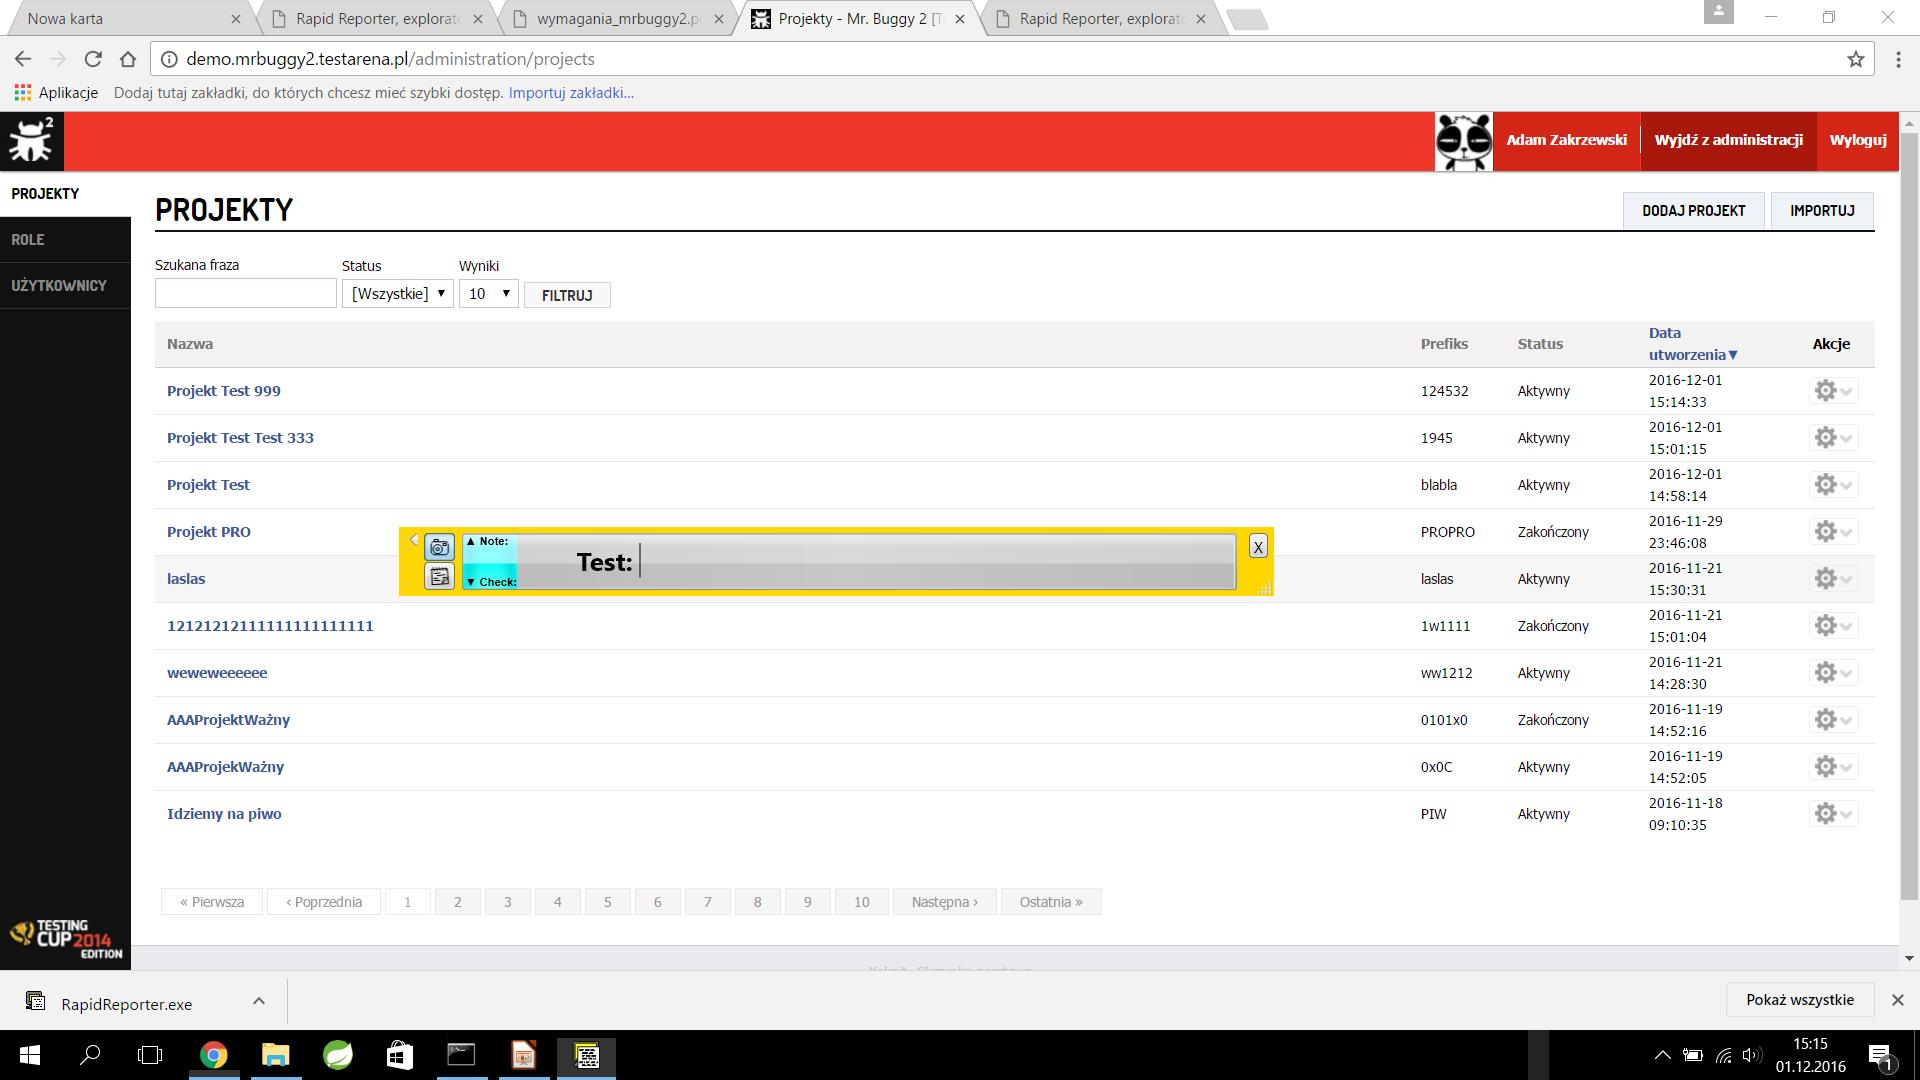 Nowa karta
Rapid Reporter, explorato
wymagania_mrbuggy2.p
Projekty - Mr. Buggy 2 [T
Rapid Reporter, explorato
demo.mrbuggy2.testarena.pl/administration/projects
Aplikacje Dodaj tutaj zakładki, do których chcesz mieć szybki dostęp. Importuj zakładki...
2
Adam Zakrzewski Wyjdź z administracji Wyloguj
PROJEKTY
ROLE
UŻYTKOWNICY
PROJEKTY
DODAJ PROJEKT IMPORTUJ
Szukana fraza Status Wyniki
[Wszystkie] 10 FILTRUJ
Nazwa Prefiks Status Data utworzenia▼ Akcje
Projekt Test 999 124532 Aktywny 2016-12-01 15:14:33
Projekt Test Test 333 1945 Aktywny 2016-12-01 15:01:15
Projekt Test blabla Aktywny 2016-12-01 14:58:14
Projekt PRO PROPRO Zakończony 2016-11-29 23:46:08
▲ Note:
Test:
▼ Check:
X
laslas laslas Aktywny 2016-11-21 15:30:31
12121212111111111111111 1w1111 Zakończony 2016-11-21 15:01:04
weweweeeeee ww1212 Aktywny 2016-11-21 14:28:30
AAAProjektWażny 0101x0 Zakończony 2016-11-19 14:52:16
AAAProjekWażny 0x0C Aktywny 2016-11-19 14:52:05
Idziemy na piwo PIW Aktywny 2016-11-18 09:10:35
« Pierwsza ‹ Poprzednia 1 2 3 4 5 6 7 8 9 10 Następna › Ostatnia »
TESTING
CUP 2014
EDITION
RapidReporter.exe
Pokaż wszystkie
15:15
01.12.2016
1